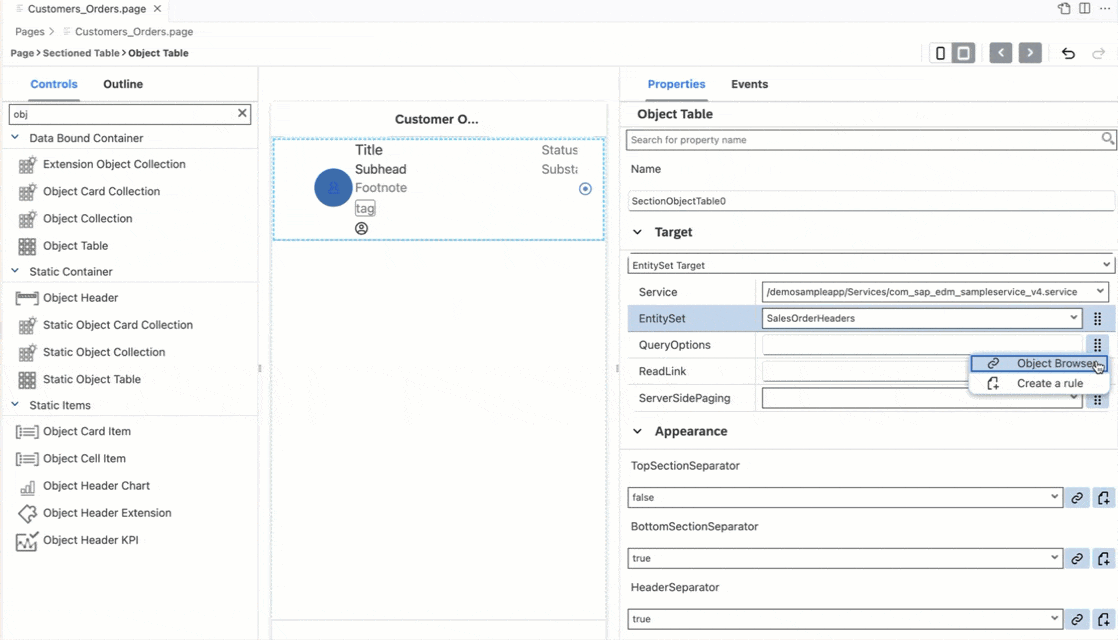 Customers_Orders.page
Pages > Customers_Orders.page
Page > Sectioned Table > Object Table
Controls
Outline
obj
Data Bound Container
Extension Object Collection
Object Card Collection
Object Collection
Object Table
Static Container
Object Header
Static Object Card Collection
Static Object Collection
Static Object Table
Static Items
Object Card Item
Object Cell Item
Object Header Chart
Object Header Extension
Object Header KPI
Customer O...
Title
Status
Subhead
Substa
Footnote
tag
Properties
Events
Object Table
Search for property name
Name
SectionObjectTable0
Target
EntitySet Target
Service
/demosampleapp/Services/com_sap_edm_sampleservice_v4.service
EntitySet
SalesOrderHeaders
QueryOptions
Object Browser
ReadLink
Create a rule
ServerSidePaging
Appearance
TopSectionSeparator
false
BottomSectionSeparator
true
HeaderSeparator
true